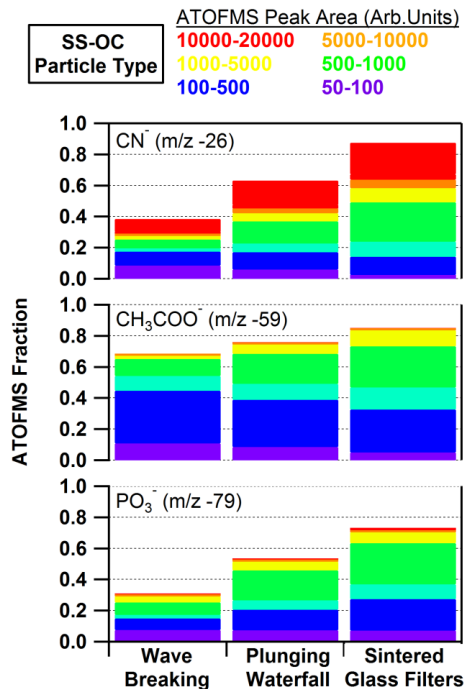 SS-OC
Particle Type
ATOFMS Peak Area (Arb.Units)
10000-20000 5000-10000
1000-5000 500-1000
100-500 50-100
ATOFMS Fraction
1.0
0.8
0.6
0.4
0.2
0.0
CN⁻ (m/z -26)
1.0
0.8
0.6
0.4
0.2
0.0
CH₃COO⁻ (m/z -59)
1.0
0.8
0.6
0.4
0.2
0.0
PO₃⁻ (m/z -79)
Wave
Breaking
Plunging
Waterfall
Sintered
Glass Filters